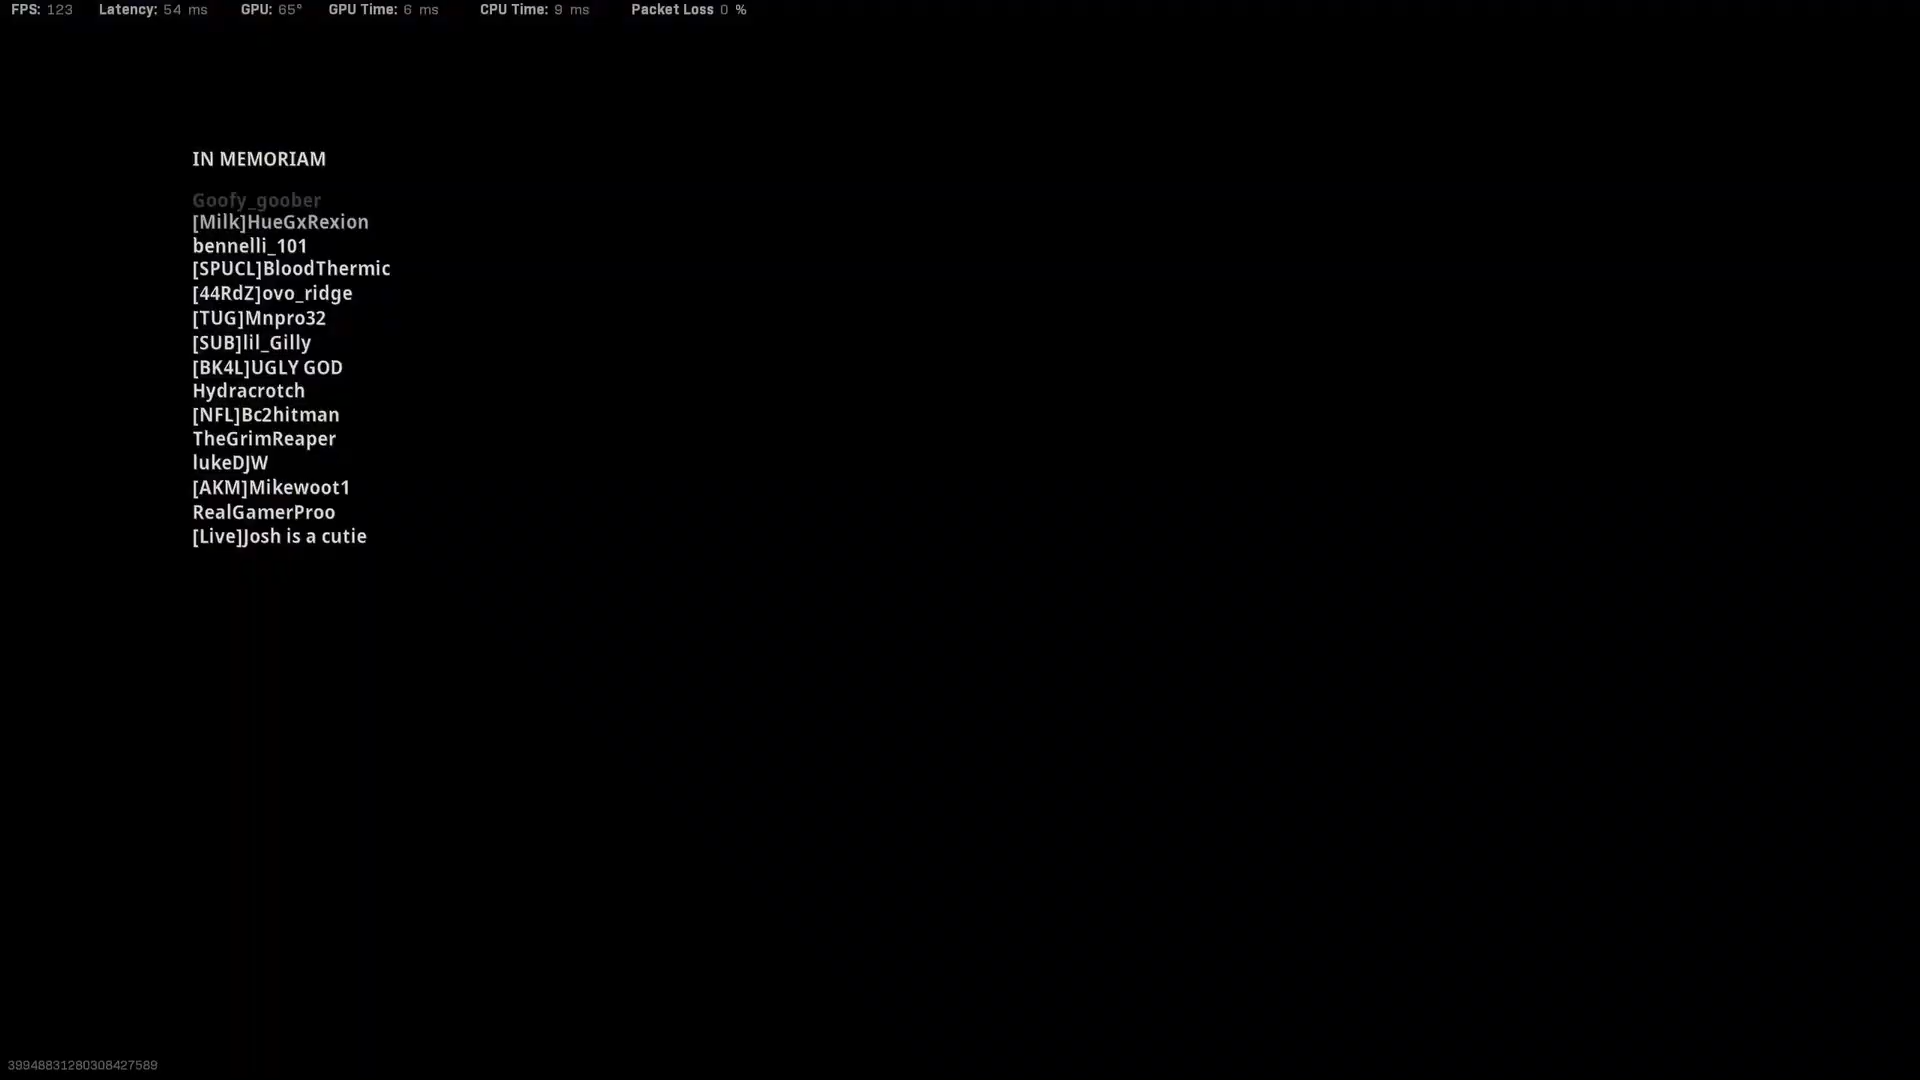 FPS: 123 Latency: 54 ms GPU: 65° GPU Time: 6 ms CPU Time: 9 ms Packet Loss 0 %
IN MEMORIAM
Goofy_goober
[Milk]HueGxRexion
bennelli_101
[SPUCL]BloodThermic
[44RdZ]ovo_ridge
[TUG]Mnpro32
[SUB]lil_Gilly
[BK4L]UGLY GOD
Hydracrotch
[NFL]Bc2hitman
TheGrimReaper
lukeDJW
[AKM]Mikewoot1
RealGamerProo
[Live]Josh is a cutie
39948831280308427589